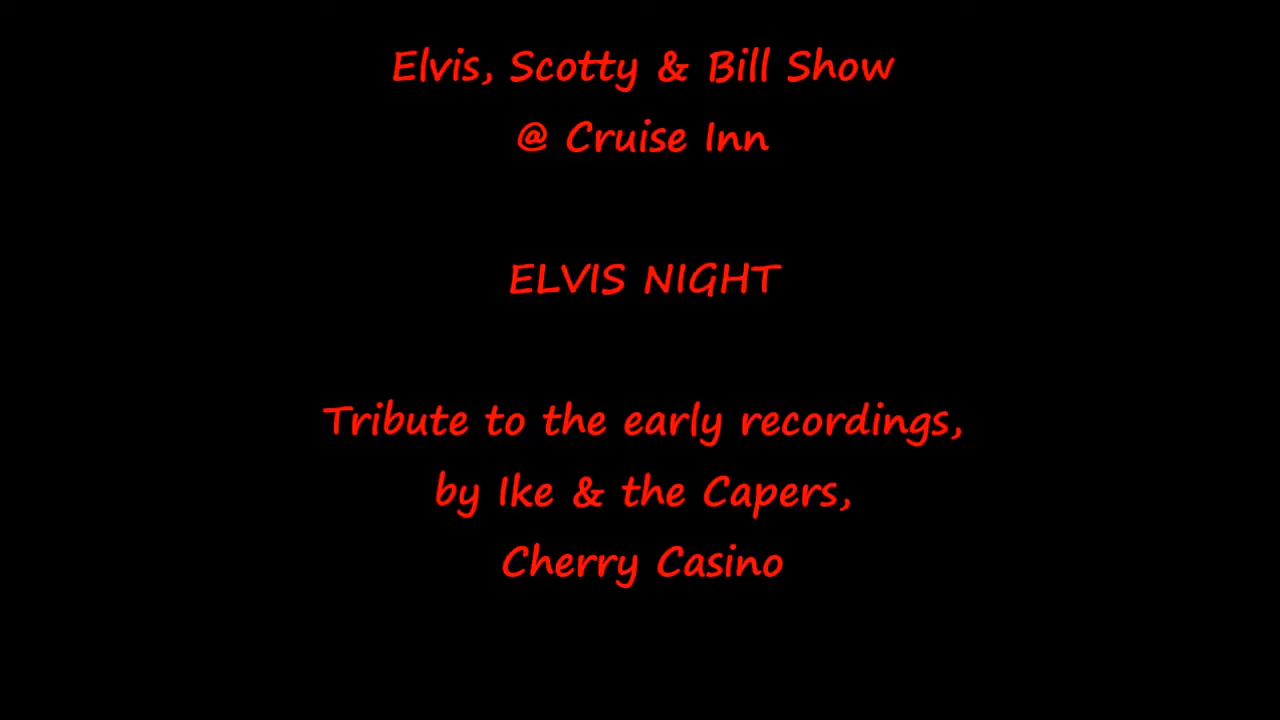 Elvis, Scotty & Bill Show
@ Cruise Inn
ELVIS NIGHT
Tribute to the early recordings,
by Ike & the Capers,
Cherry Casino